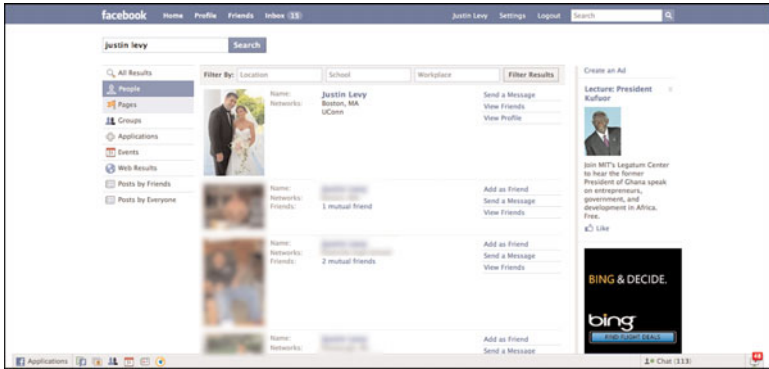 facebook Home Profile Friends Inbox 15 Justin Levy Settings Logout Search
justin levy Search
All Results
People
Pages
Groups
Applications
Events
Web Results
Posts by Friends
Posts by Everyone
Filter By: Location School Workplace Filter Results
Name: Justin Levy
Networks: Boston, MA
UConn
Send a Message
View Friends
View Profile
Name:
Networks:
Friends: 1 mutual friend
Add as Friend
Send a Message
View Friends
Name:
Networks:
Friends: 2 mutual friends
Add as Friend
Send a Message
View Friends
Name:
Networks:
Add as Friend
Send a Message
Create an Ad
Lecture: President
Kufuor
Join MIT's Legatum Center
to hear the former
President of Ghana speak
on entrepreneurs,
government, and
development in Africa.
Free.
Like
BING & DECIDE.
bing
FIND FLIGHT DEALS
Applications
Chat (113)